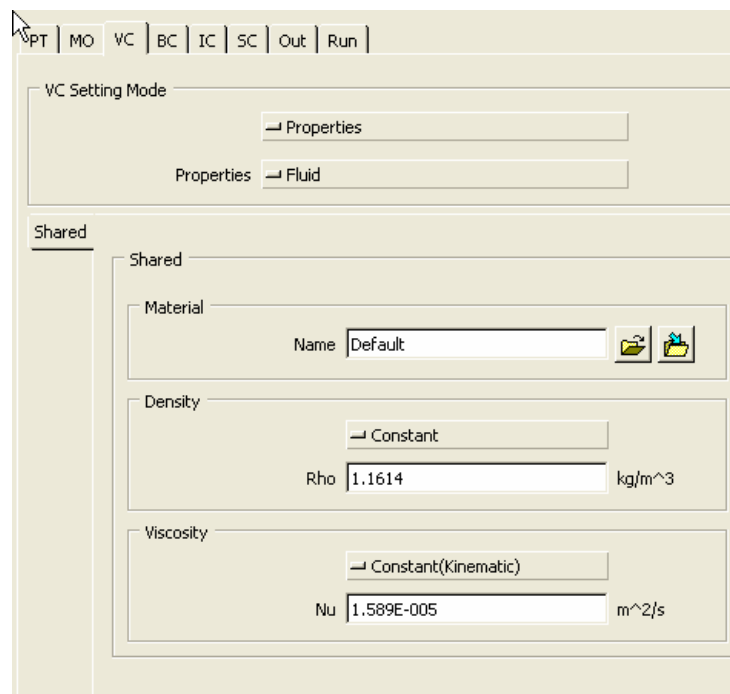 PT MO VC BC IC SC Out Run
VC Setting Mode
Properties
Properties Fluid
Shared
Shared
Material
Name Default
Density
Constant
Rho 1.1614 kg/m^3
Viscosity
Constant(Kinematic)
Nu 1.589E-005 m^2/s